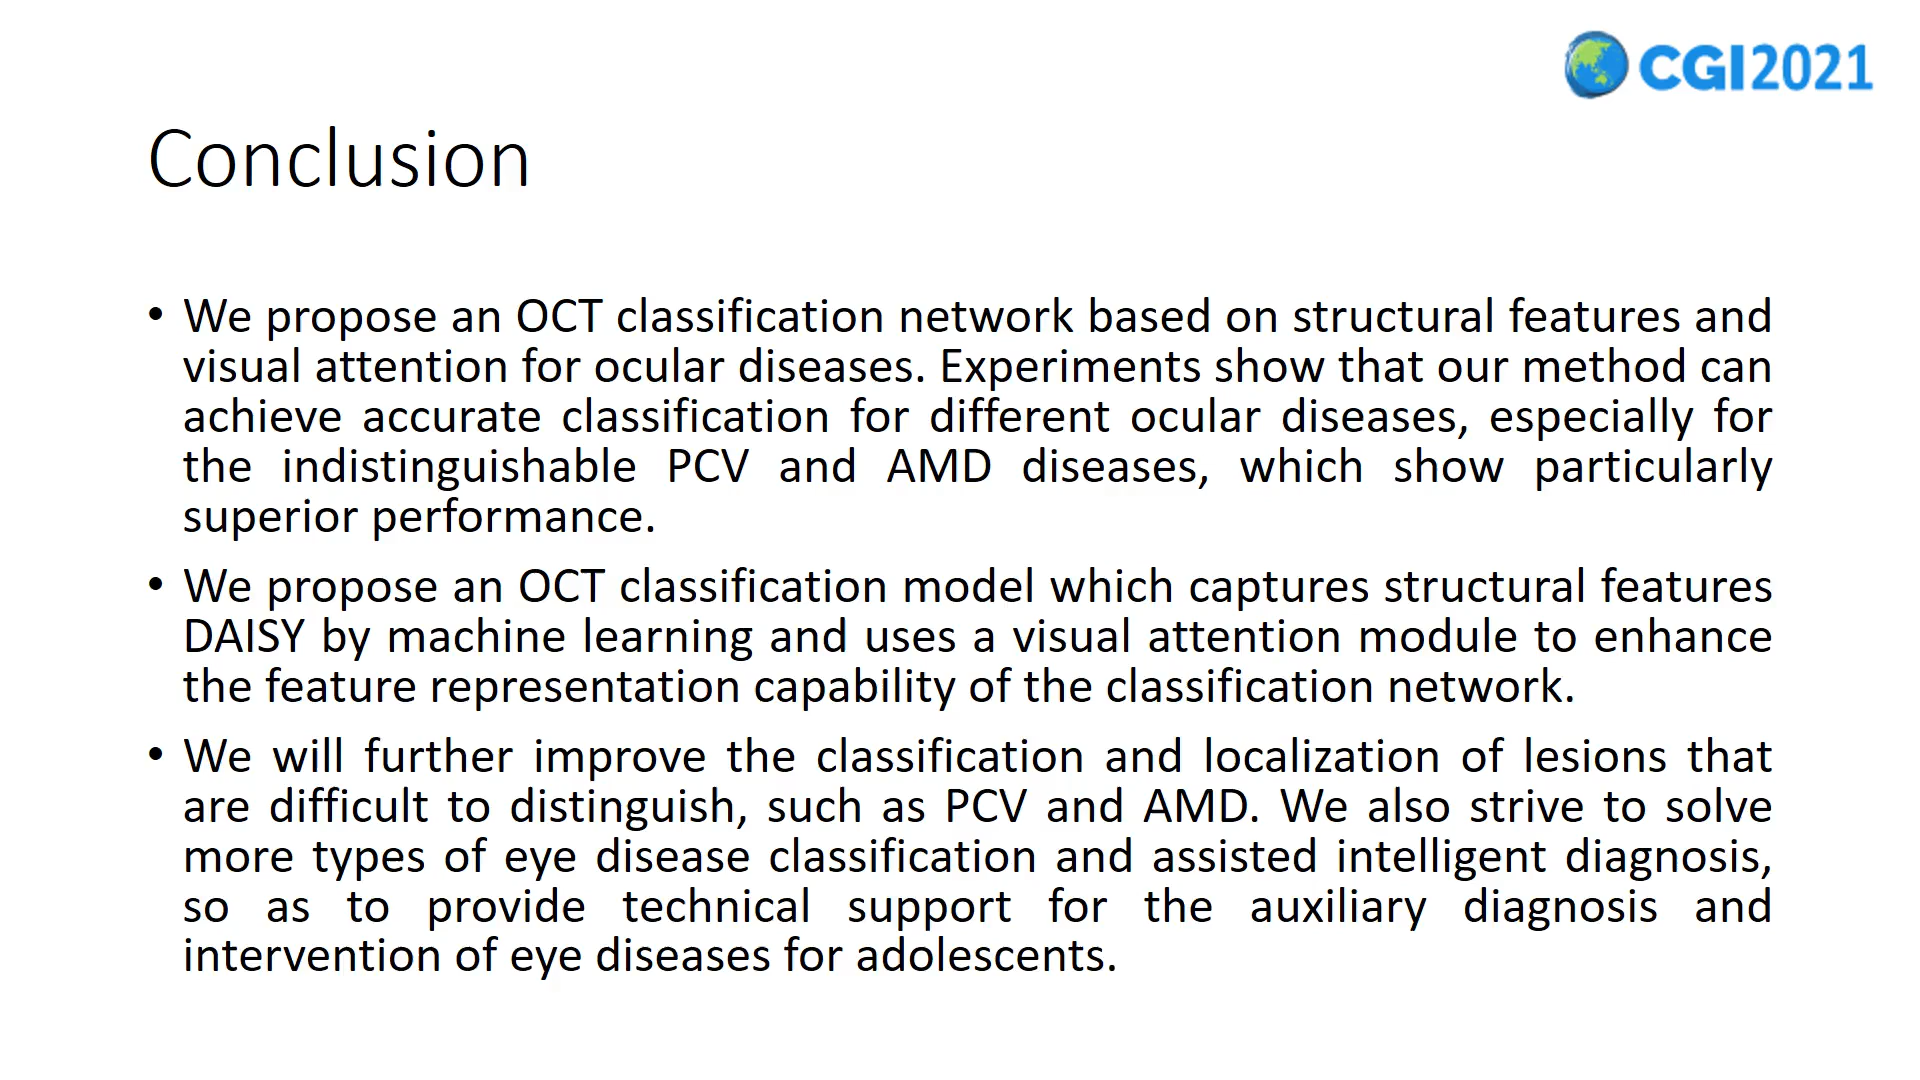 CGI2021
Conclusion
• We propose an OCT classification network based on structural features and
visual attention for ocular diseases. Experiments show that our method can
achieve accurate classification for different ocular diseases, especially for
the indistinguishable PCV and AMD diseases, which show particularly
superior performance.
• We propose an OCT classification model which captures structural features
DAISY by machine learning and uses a visual attention module to enhance
the feature representation capability of the classification network.
• We will further improve the classification and localization of lesions that
are difficult to distinguish, such as PCV and AMD. We also strive to solve
more types of eye disease classification and assisted intelligent diagnosis,
so as to provide technical support for the auxiliary diagnosis and
intervention of eye diseases for adolescents.